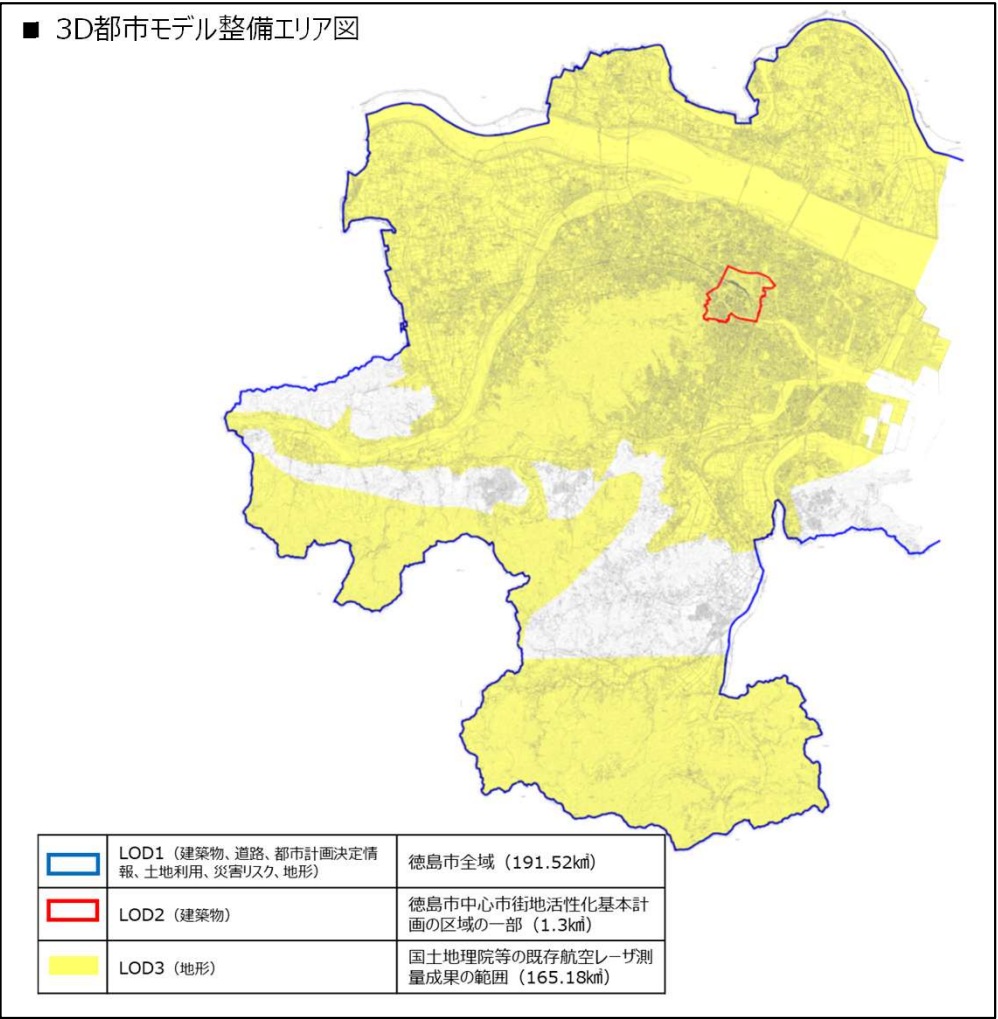 ■ 3D都市モデル整備エリア図
LOD1（建築物、道路、都市計画決定情
報、土地利用、災害リスク、地形）
徳島市全域（191.52㎢）
LOD2（建築物）
徳島市中心市街地活性化基本計
画の区域の一部（1.3㎢）
LOD3（地形）
国土地理院等の既存航空レーザ測
量成果の範囲（165.18㎢）